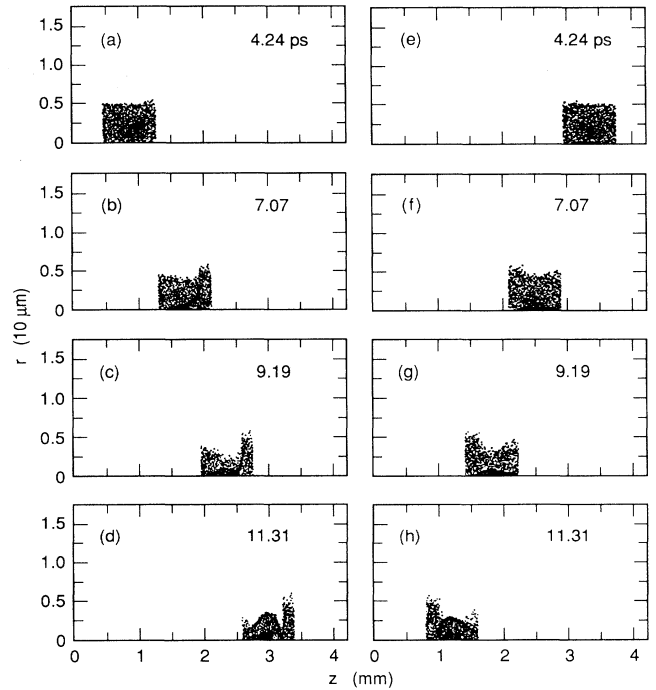 1.5
1.0
0.5
0
(a) 4.24 ps
(e) 4.24 ps
1.5
1.0
0.5
0
(b) 7.07
(f) 7.07
r (10 μm)
1.5
1.0
0.5
0
(c) 9.19
(g) 9.19
1.5
1.0
0.5
0
(d) 11.31
(h) 11.31
0 1 2 3 4
0 1 2 3 4
z (mm)